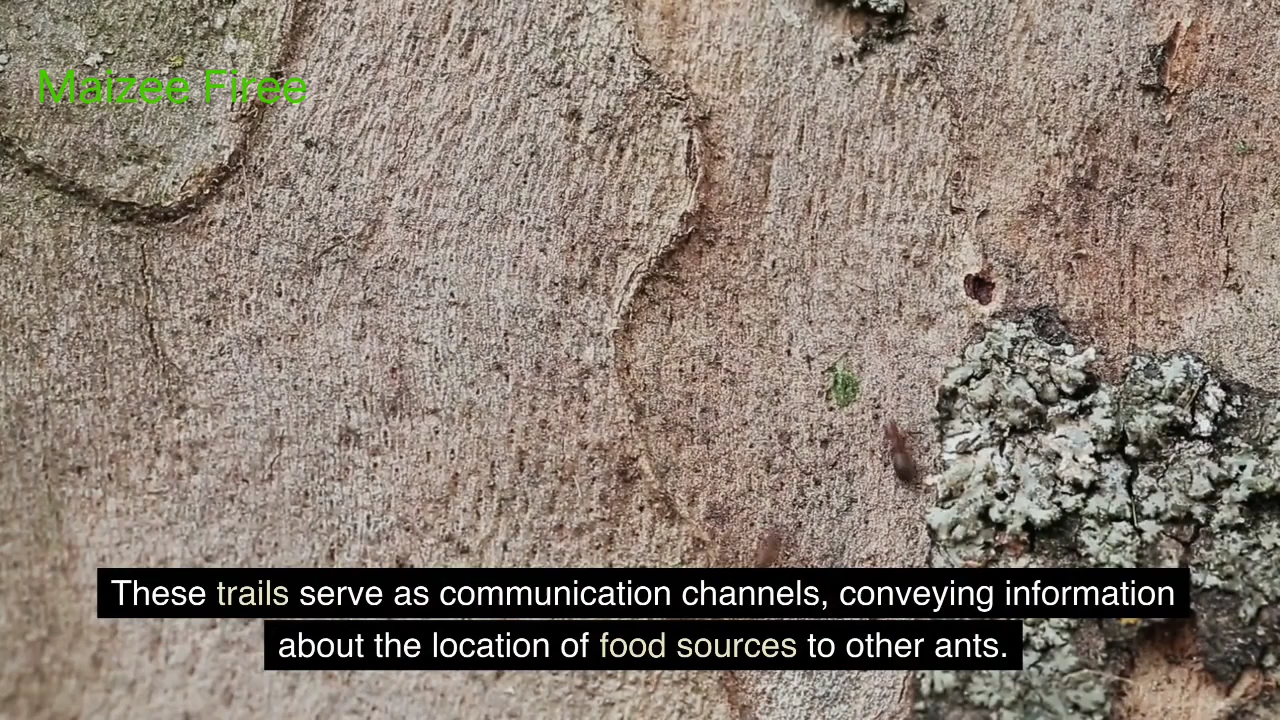 Maizee Firee
These trails serve as communication channels, conveying information
about the location of food sources to other ants.